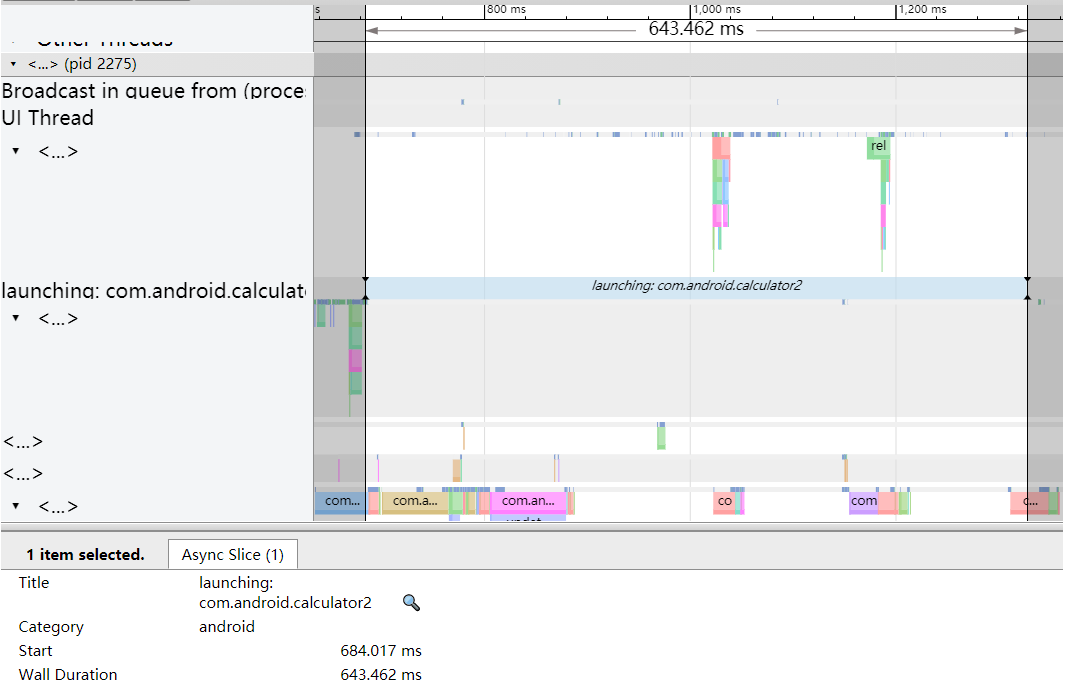 s
800 ms
1,000 ms
1,200 ms
643.462 ms
Other Threads
<...> (pid 2275)
Broadcast in queue from (proces
UI Thread
<...>
rel
launching: com.android.calculat
launching: com.android.calculator2
<...>
<...>
<...>
<...>
com...
com.a...
com.an...
co
com
c...
1 item selected.
Async Slice (1)
Title
launching:
com.android.calculator2
Category
android
Start
684.017 ms
Wall Duration
643.462 ms